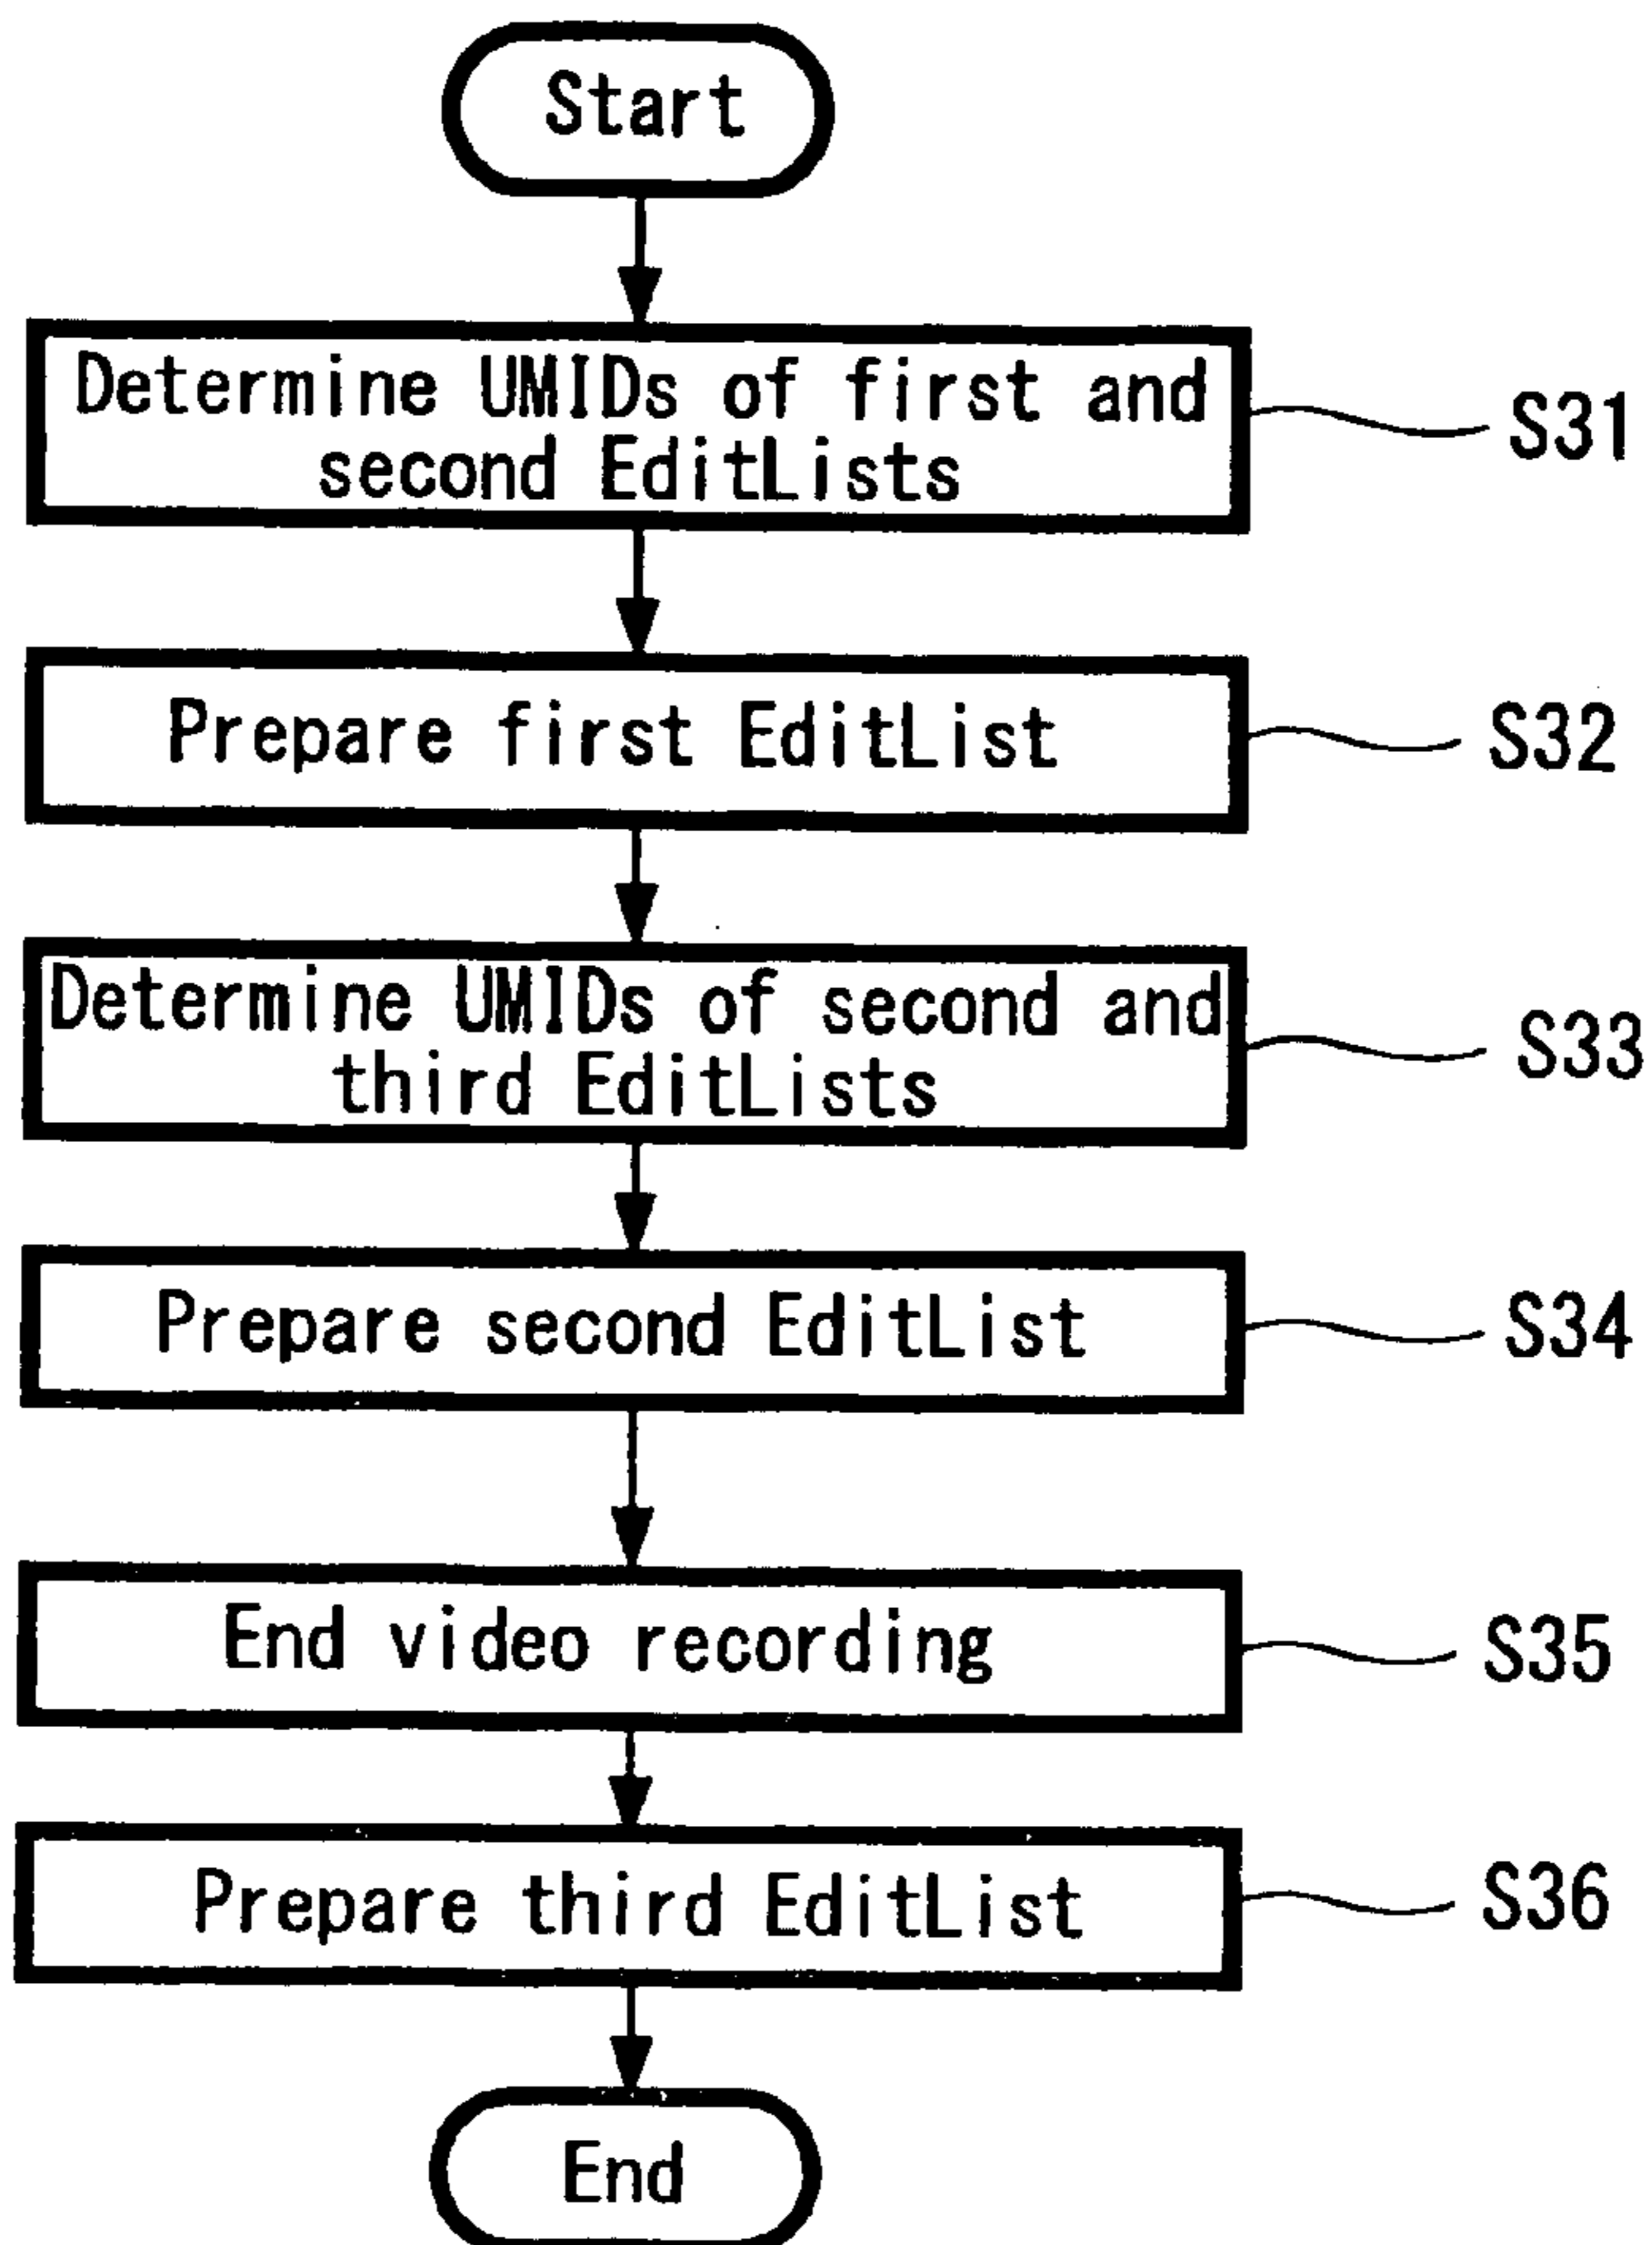 Start
Determine UMIDs of first and
second EditLists
S31
Prepare first EditList
S32
Determine UMIDs of second and
third EditLists
S33
Prepare second EditList
S34
End video recording
S35
Prepare third EditList
S36
End